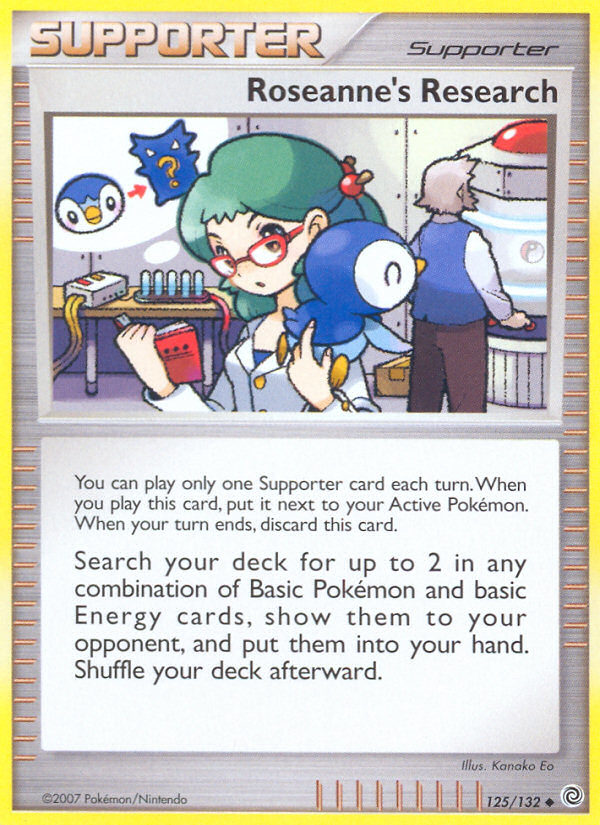 SUPPORTER
Supporter
Roseanne's Research
?
You can play only one Supporter card each turn. When
you play this card, put it next to your Active Pokémon.
When your turn ends, discard this card.
Search your deck for up to 2 in any
combination of Basic Pokémon and basic
Energy cards, show them to your
opponent, and put them into your hand.
Shuffle your deck afterward.
Illus. Kanako Eo
©2007 Pokémon/Nintendo
125/132